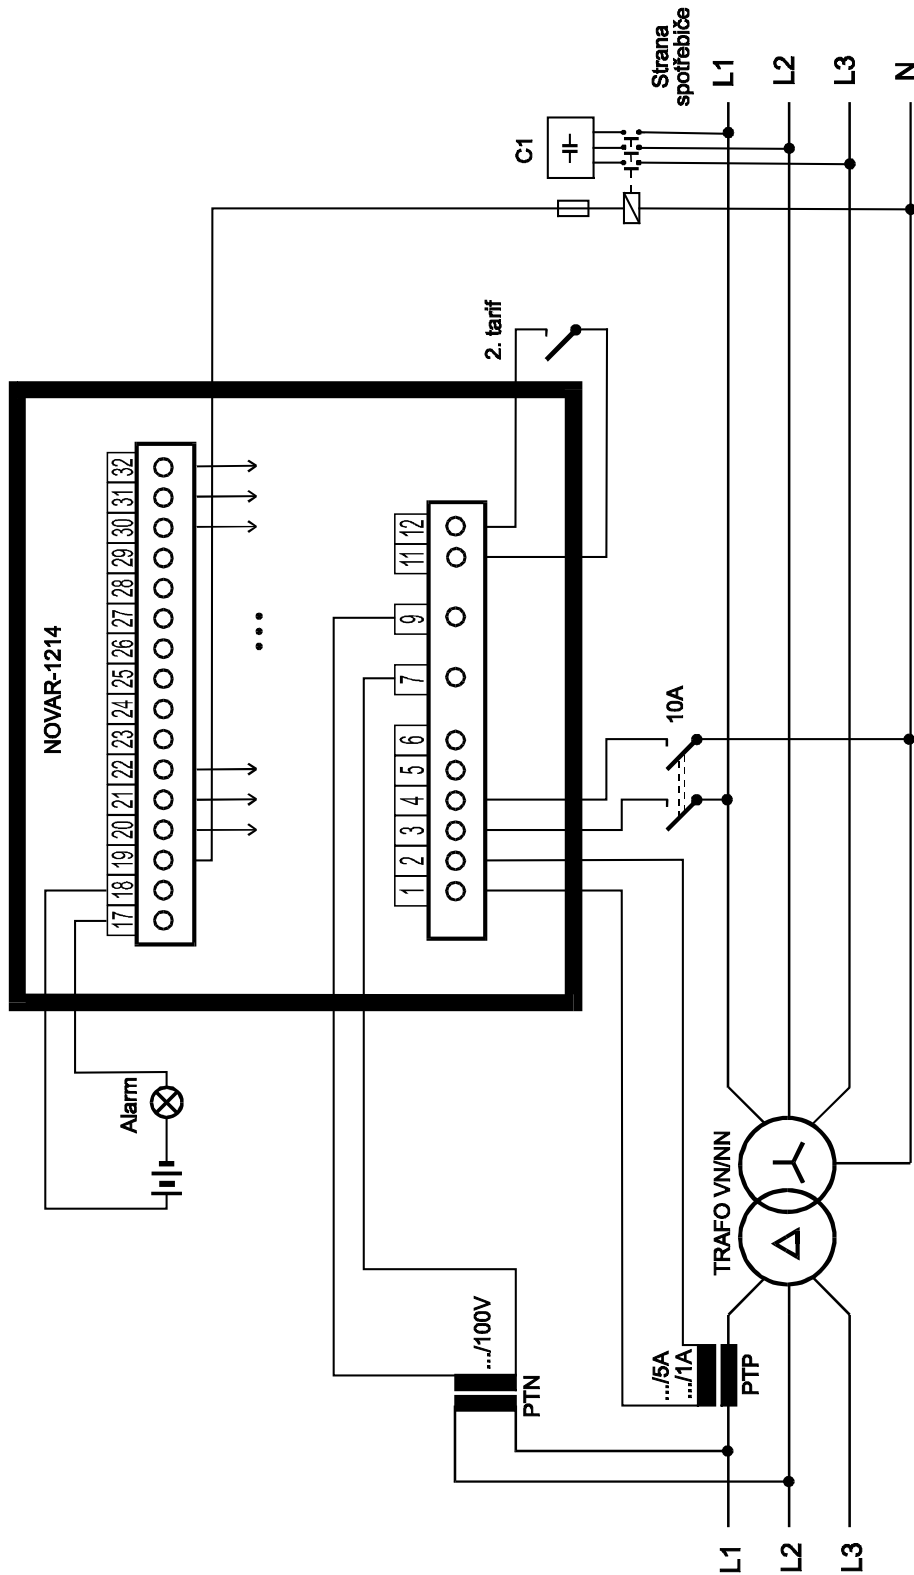 NOVAR-1214
17 18 19 20 21 22 23 24 25 26 27 28 29 30 31 32
Alarm
1 2 3 4 5 6 7 9 11 12
2. tarif
C1
Strana
spotřebiče
L1
L2
L3
N
10A
.../100V
PTN
.../5A
.../1A
PTP
TRAFO VN/NN
L1
L2
L3